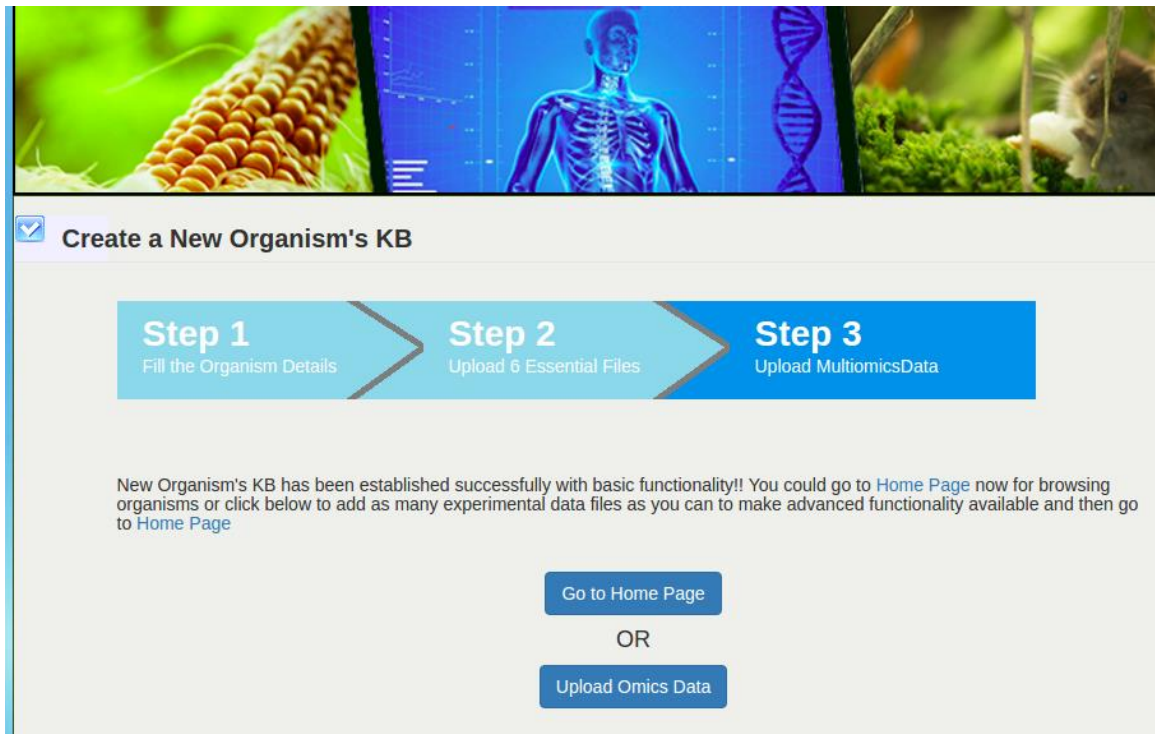 Create a New Organism's KB
Step 1
Fill the Organism Details
Step 2
Upload 6 Essential Files
Step 3
Upload MultiomicsData
New Organism's KB has been established successfully with basic functionality!! You could go to Home Page now for browsing
organisms or click below to add as many experimental data files as you can to make advanced functionality available and then go
to Home Page
Go to Home Page
OR
Upload Omics Data